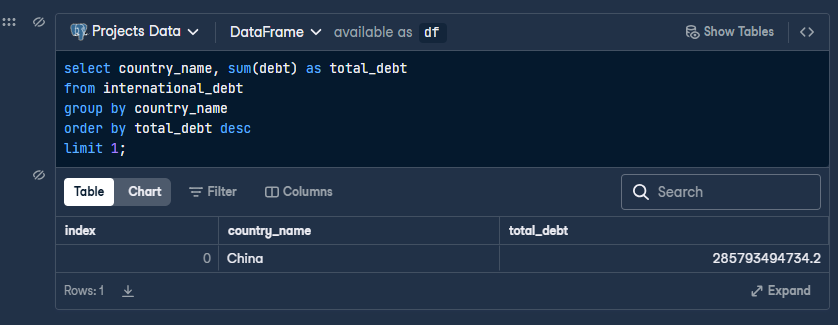 Projects Data DataFrame available as df Show Tables
select country_name, sum(debt) as total_debt
from international_debt
group by country_name
order by total_debt desc
limit 1;
Table Chart Filter Columns Search
index country_name total_debt
0 China 285793494734.2
Rows: 1 Expand